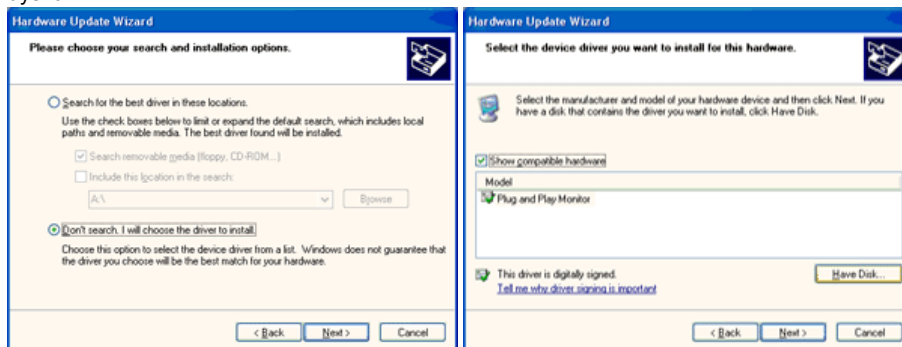 Hardware Update Wizard
Please choose your search and installation options.
Search for the best driver in these locations.
Use the check boxes below to limit or expand the default search, which includes local
paths and removable media. The best driver found will be installed.
Search removable media (floppy, CD-ROM...)
Include this location in the search:
A:\
Browse
Don't search. I will choose the driver to install.
Choose this option to select the device driver from a list. Windows does not guarantee that
the driver you choose will be the best match for your hardware.
< Back
Next >
Cancel
Hardware Update Wizard
Select the device driver you want to install for this hardware.
Select the manufacturer and model of your hardware device and then click Next. If you
have a disk that contains the driver you want to install, click Have Disk.
Show compatible hardware
Model
Plug and Play Monitor
This driver is digitally signed.
Tell me why driver signing is important
Have Disk...
< Back
Next >
Cancel